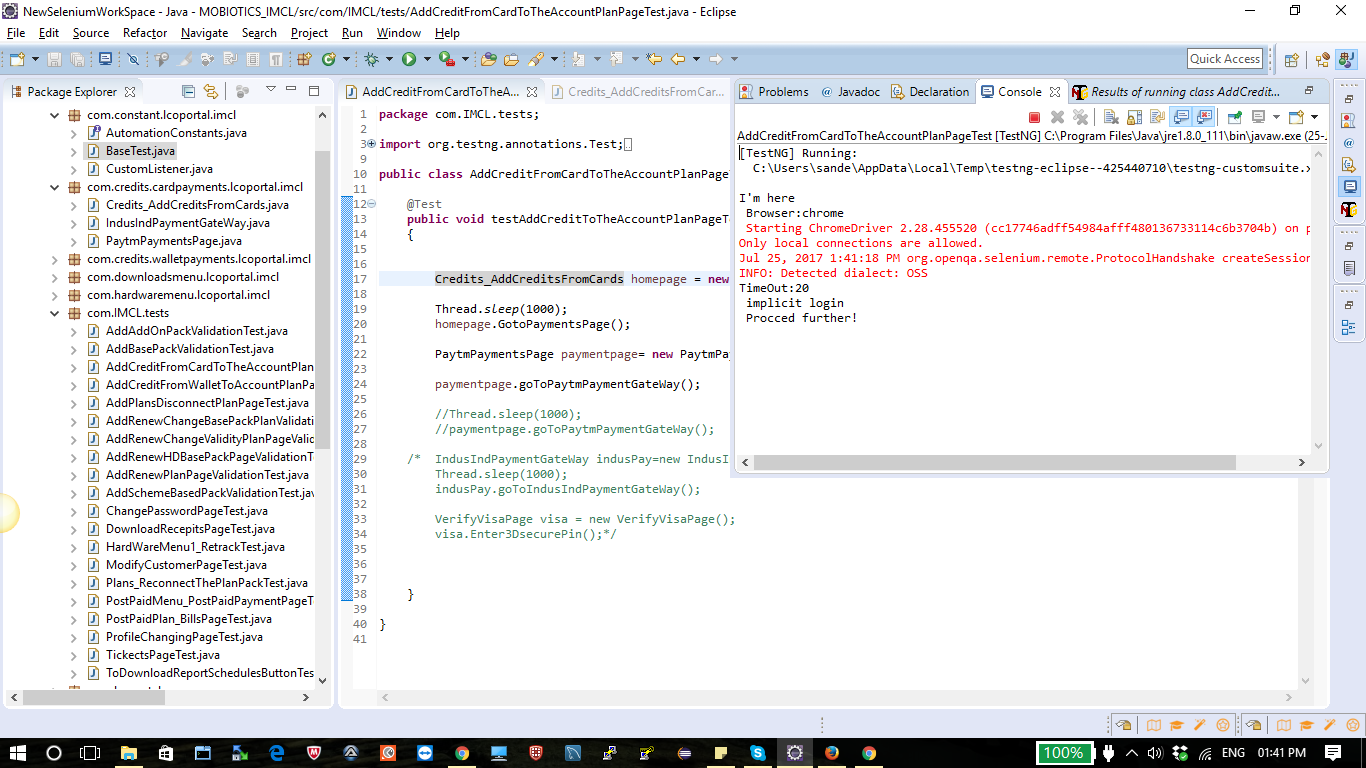 NewSeleniumWorkSpace - Java - MOBIOTICS_IMCL/src/com/IMCL/tests/AddCreditFromCardToTheAccountPlanPageTest.java - Eclipse
File Edit Source Refactor Navigate Search Project Run Window Help
Quick Access
Package Explorer
com.constant.lcoportal.imcl
AutomationConstants.java
BaseTest.java
CustomListener.java
com.credits.cardpayments.lcoportal.imcl
Credits_AddCreditsFromCards.java
IndusIndPaymentGateWay.java
PaytmPaymentsPage.java
com.credits.walletpayments.lcoportal.imcl
com.downloadsmenu.lcoportal.imcl
com.hardwaremenu.lcoportal.imcl
com.IMCL.tests
AddAddOnPackValidationTest.java
AddBasePackValidationTest.java
AddCreditFromCardToTheAccountPlan
AddCreditFromWalletToAccountPlanPa
AddPlansDisconnectPlanPageTest.java
AddRenewChangeBasePackPlanValidati
AddRenewChangeValidityPlanPageValid
AddRenewHDBasePackPageValidationT
AddRenewPlanPageValidationTest.java
AddSchemeBasedPackValidationTest.jav
ChangePasswordPageTest.java
DownloadRecepitsPageTest.java
HardWareMenu1_RetrackTest.java
ModifyCustomerPageTest.java
Plans_ReconnectThePlanPackTest.java
PostPaidMenu_PostPaidPaymentPageT
PostPaidPlan_BillsPageTest.java
ProfileChangingPageTest.java
TickectsPageTest.java
ToDownloadReportSchedulesButtonTes
AddCreditFromCardToTheA... Credits_AddCreditsFromCar...
1 package com.IMCL.tests;
2
3 import org.testng.annotations.Test;
9
10 public class AddCreditFromCardToTheAccountPlanPage
11
12 @Test
13 public void testAddCreditToTheAccountPlanPageT
14 {
15
16
17 Credits_AddCreditsFromCards homepage = new
18
19 Thread.sleep(1000);
20 homepage.GotoPaymentsPage();
21
22 PaytmPaymentsPage paymentpage= new PaytmPa
23
24 paymentpage.goToPaytmPaymentGateWay();
25
26 //Thread.sleep(1000);
27 //paymentpage.goToPaytmPaymentGateWay();
28
29 /* IndusIndPaymentGateWay indusPay=new IndusI
30 Thread.sleep(1000);
31 indusPay.goToIndusIndPaymentGateWay();
32
33 VerifyVisaPage visa = new VerifyVisaPage();
34 visa.Enter3DsecurePin();*/
35
36
37
38 }
39
40 }
41
Problems Javadoc Declaration Console Results of running class AddCredit...
AddCreditFromCardToTheAccountPlanPageTest [TestNG] C:\Program Files\Java\jre1.8.0_111\bin\javaw.exe (25-
[TestNG] Running:
C:\Users\sande\AppData\Local\Temp\testng-eclipse--425440710\testng-customsuite.x
I'm here
Browser:chrome
Starting ChromeDriver 2.28.455520 (cc17746adff54984afff480136733114c6b3704b) on p
Only local connections are allowed.
Jul 25, 2017 1:41:18 PM org.openqa.selenium.remote.ProtocolHandshake createSession
INFO: Detected dialect: OSS
TimeOut:20
implicit login
Procced further!
100% ENG 01:41 PM